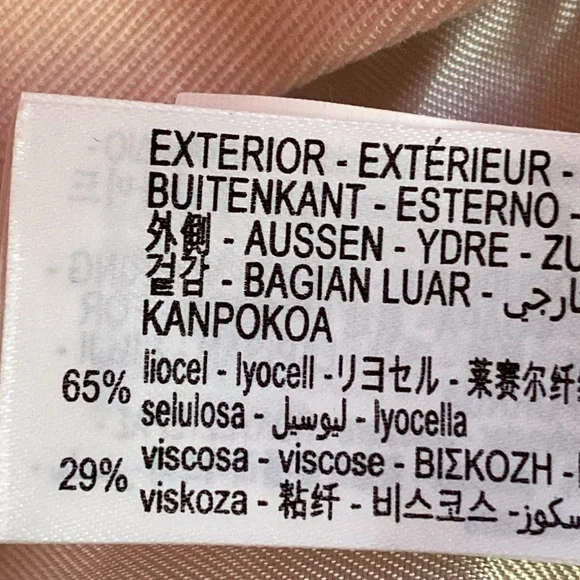 EXTERIOR - EXTÉRIEUR -
BUITENKANT - ESTERNO -
外側 - AUSSEN - YDRE -
겉감 - BAGIAN LUAR -
KANPOKOA
65% liocel - lyocell -リヨセル - 莱赛尔纤
selulosa - ليوسيل - lyocella
29% viscosa - viscose - ΒΙΣΚΟΖΗ -
viskoza - 粘纤 - 비스코스 -